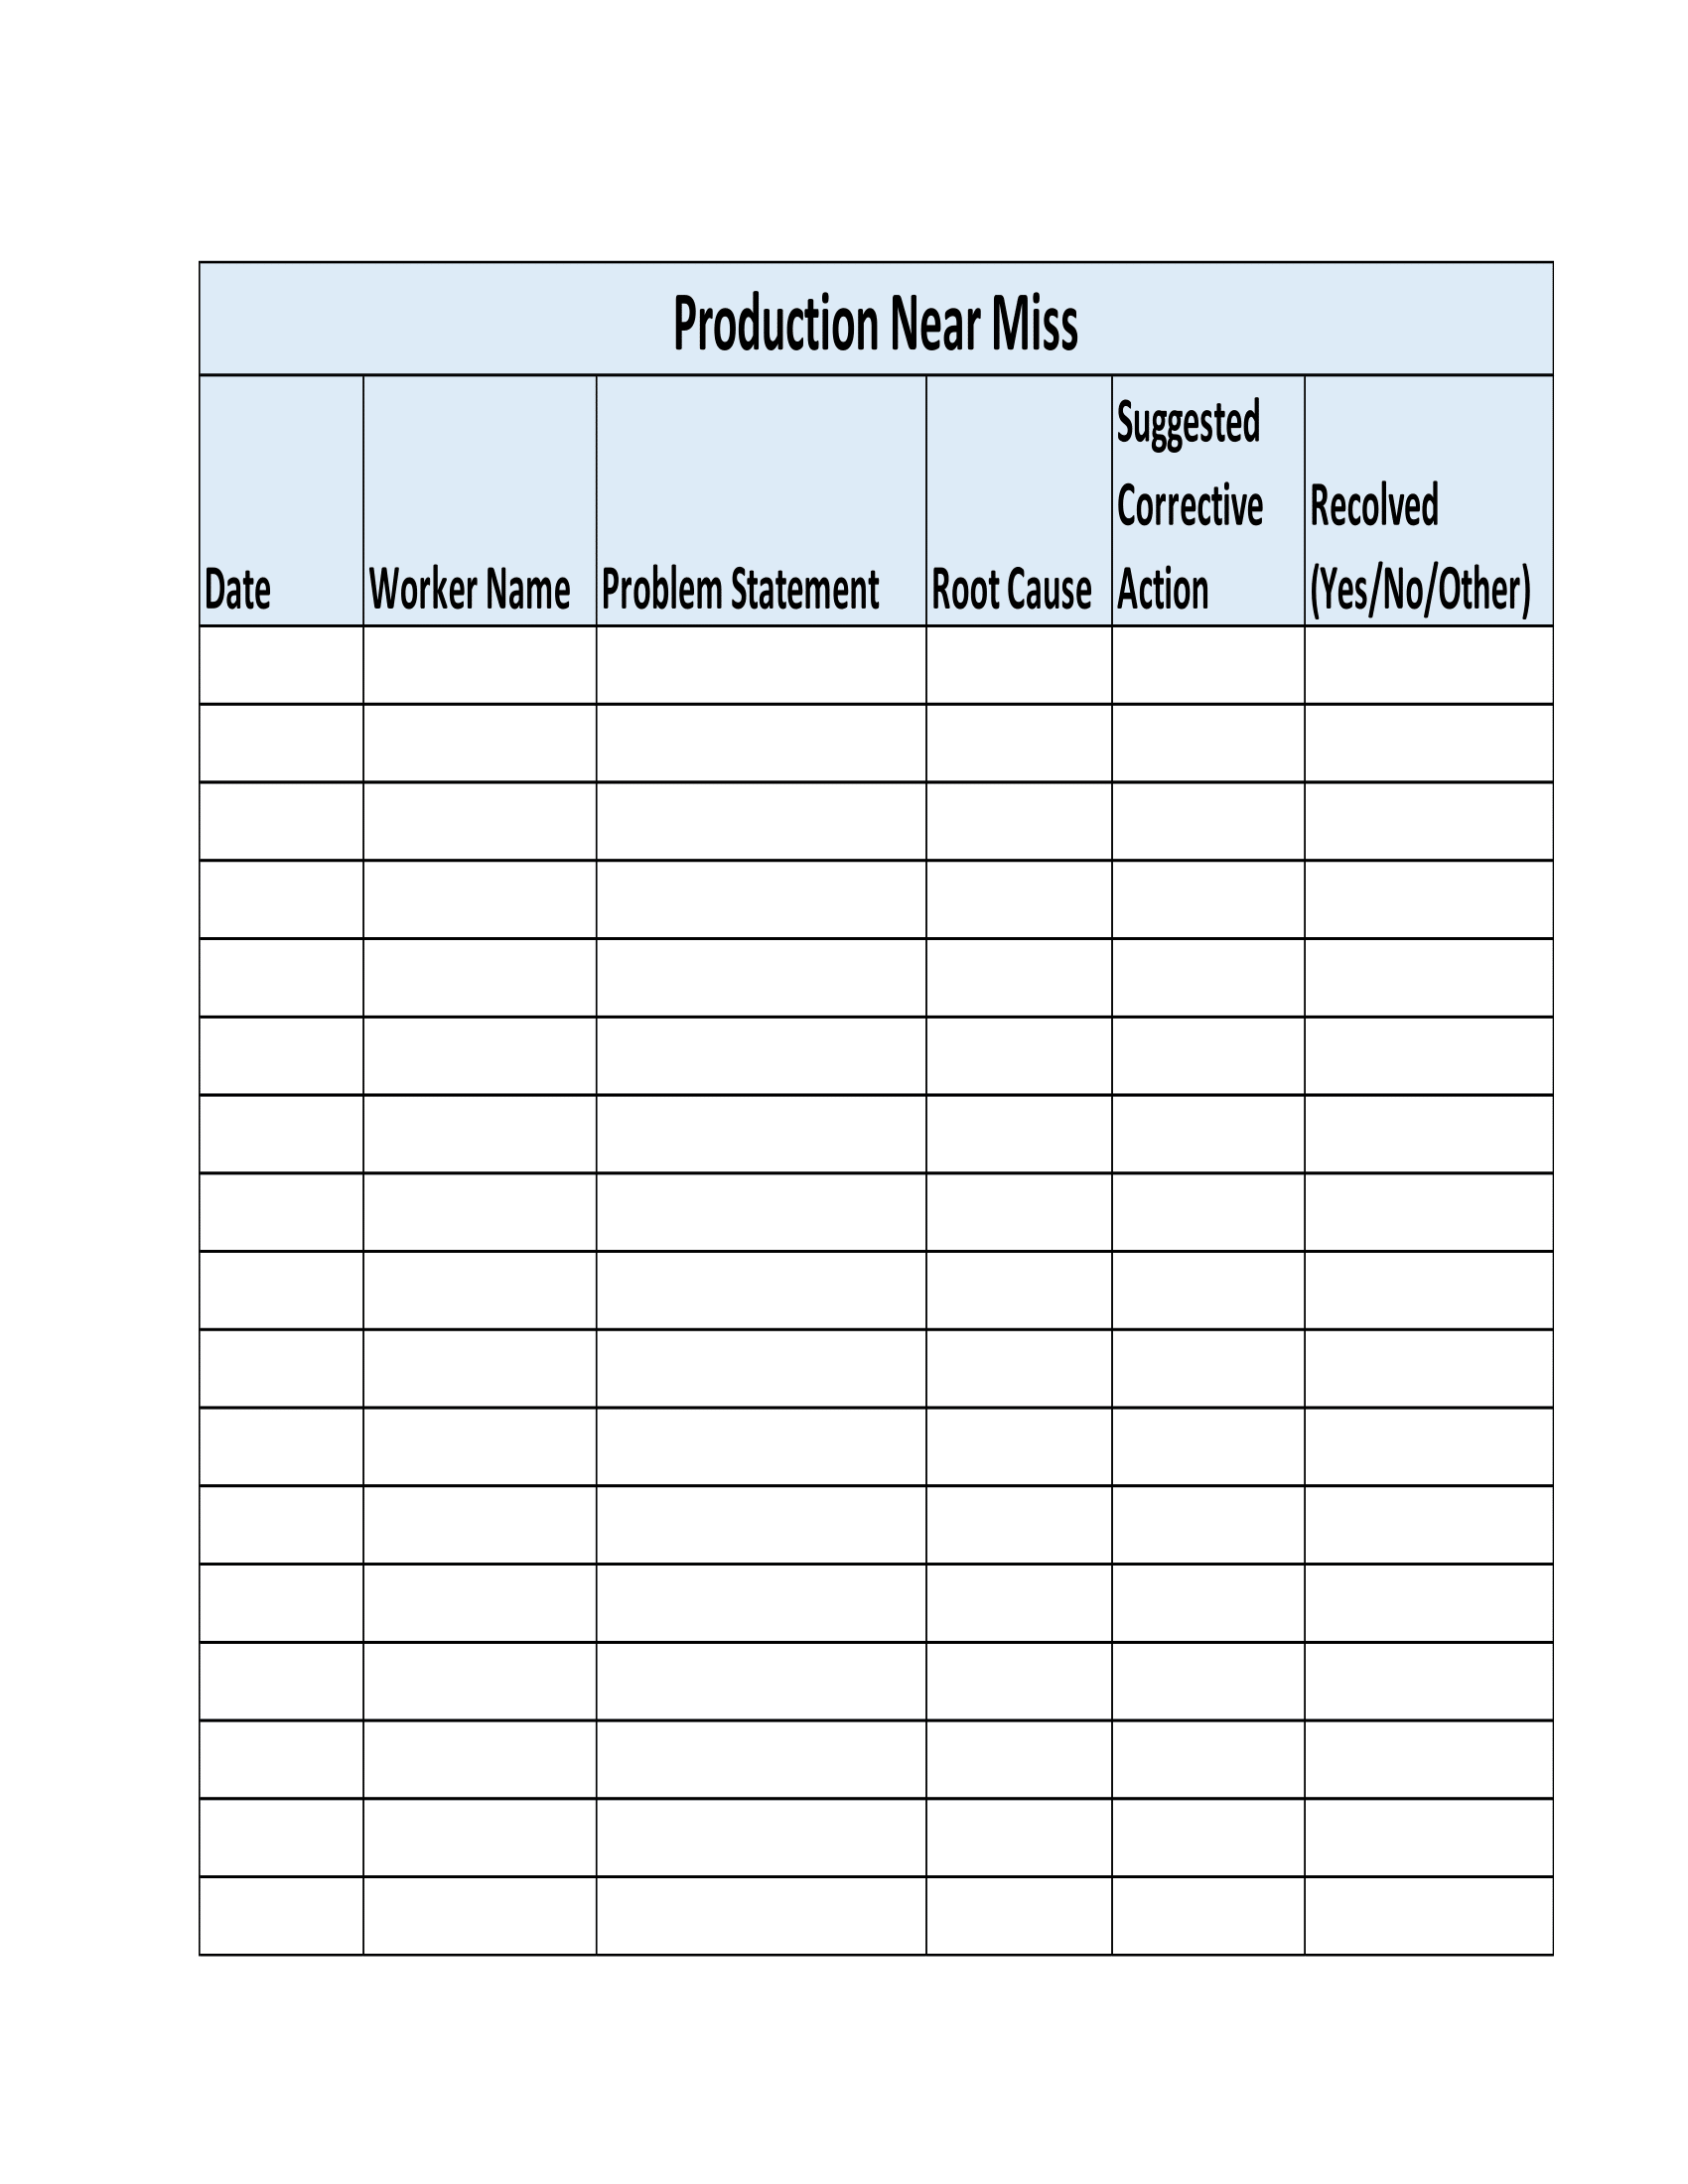 Production Near Miss
Date
Worker Name
Problem Statement
Root Cause
Suggested
Corrective
Action
Recolved
(Yes/No/Other)